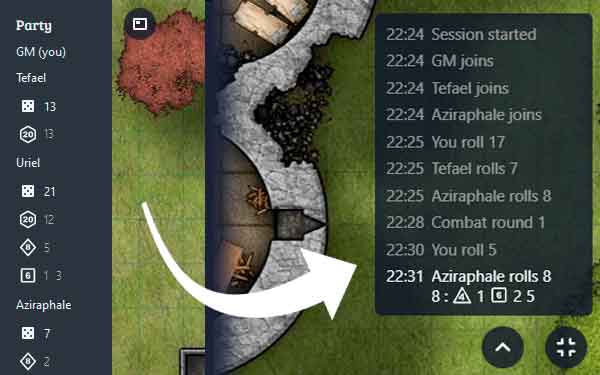 Party
GM (you)
Tefael
13
20 13
Uriel
21
20 12
8 5
6 1 3
Aziraphale
7
8 2
22:24 Session started
22:24 GM joins
22:24 Tefael joins
22:24 Aziraphale joins
22:25 You roll 17
22:25 Tefael rolls 7
22:25 Aziraphale rolls 8
22:28 Combat round 1
22:30 You roll 5
22:31 Aziraphale rolls 8
8 : 4 1 6 2 5